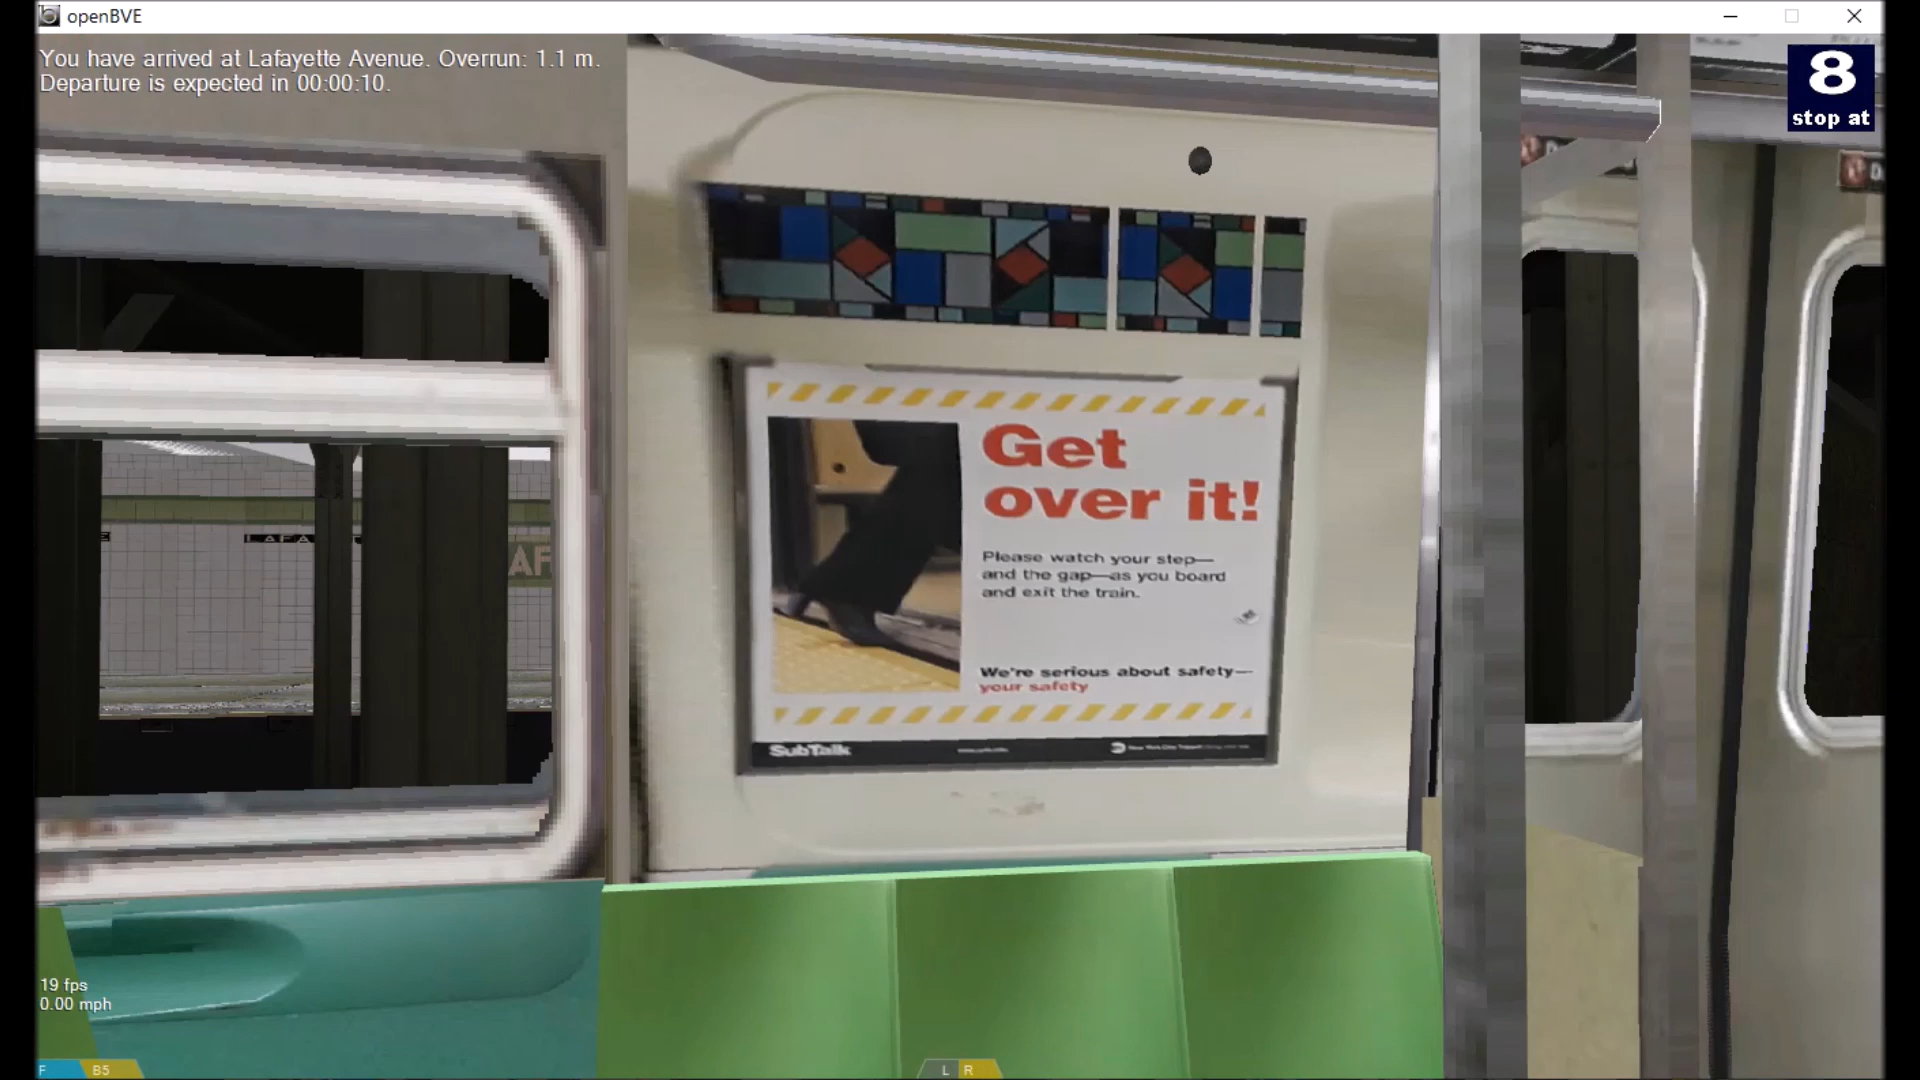 openBVE
You have arrived at Lafayette Avenue. Overrun: 1.1 m.
Departure is expected in 00:00:10.
8
stop at
LAFA
AF
Get
over it!
Please watch your step—
and the gap—as you board
and exit the train.
We're serious about safety—
your safety
SubTalk
19 fps
0.00 mph
F B5
L R